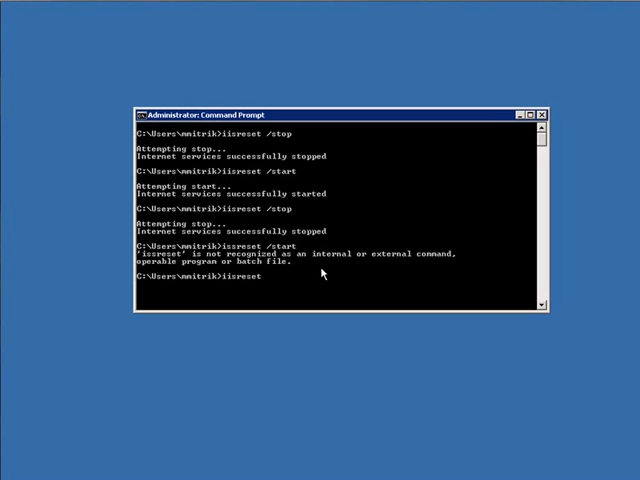 Administrator: Command Prompt
C:\Users\mmitrik>iisreset /stop
Attempting stop...
Internet services successfully stopped
C:\Users\mmitrik>iisreset /start
Attempting start...
Internet services successfully started
C:\Users\mmitrik>iisreset /stop
Attempting stop...
Internet services successfully stopped
C:\Users\mmitrik>issreset /start
'issreset' is not recognized as an internal or external command,
operable program or batch file.
C:\Users\mmitrik>iisreset